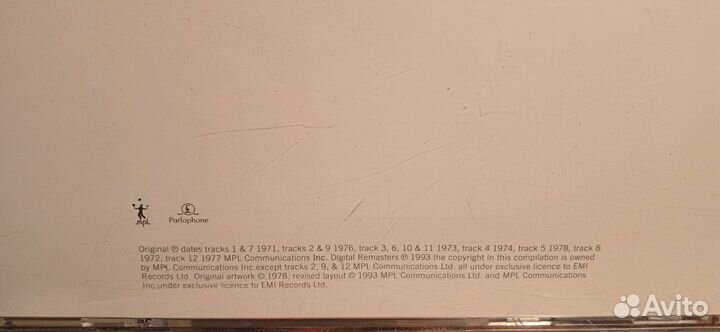 mpL
Parlophone
Original ℗ dates tracks 1 & 7 1971, tracks 2 & 9 1976, track 3, 6, 10 & 11 1973, track 4 1974, track 5 1978, track 8
1972, track 12 1977 MPL Communications Inc. Digital Remasters ℗ 1993 the copyright in this compilation is owned
by MPL Communications Inc.except tracks 2, 9, & 12 MPL Communications Ltd. all under exclusive licence to EMI
Records Ltd. Original artwork © 1978, revised layout © 1993 MPL Communications Ltd. and MPL Communications
Inc.under exclusive licence to EMI Records Ltd.
Avito